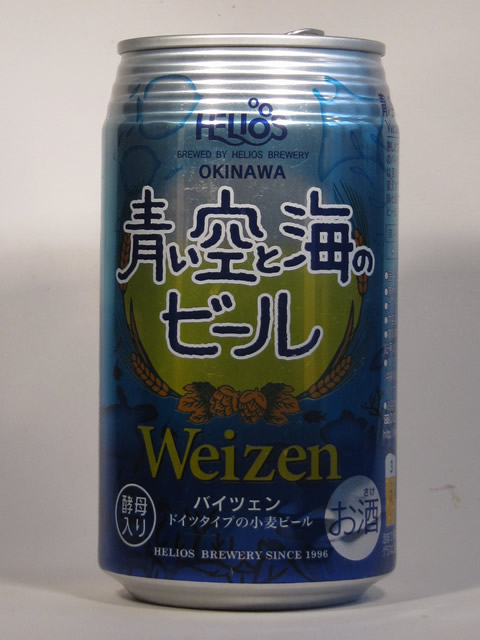 HELIOS
BREWED BY HELIOS BREWERY
OKINAWA
青い空と海の
ビール
Weizen
酵母
入り
バイツェン
ドイツタイプの小麦ビール
さけ
お酒
HELIOS BREWERY SINCE 1996